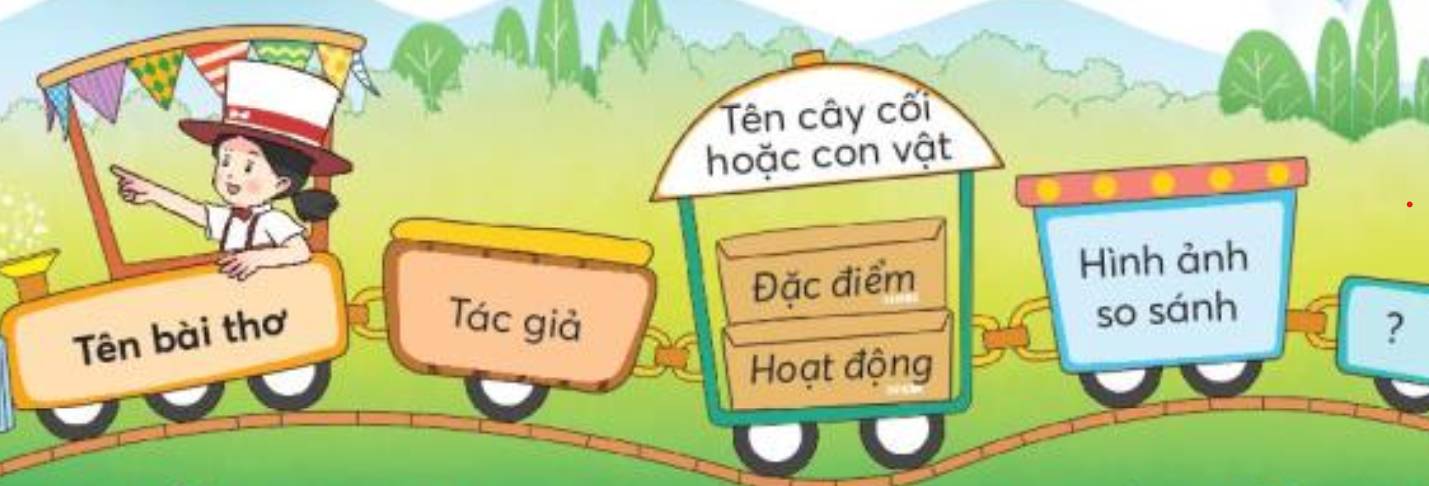 Tên bài thơ
Tác giả
Tên cây cối
hoặc con vật
Đặc điểm
Hoạt động
Hình ảnh
so sánh
?